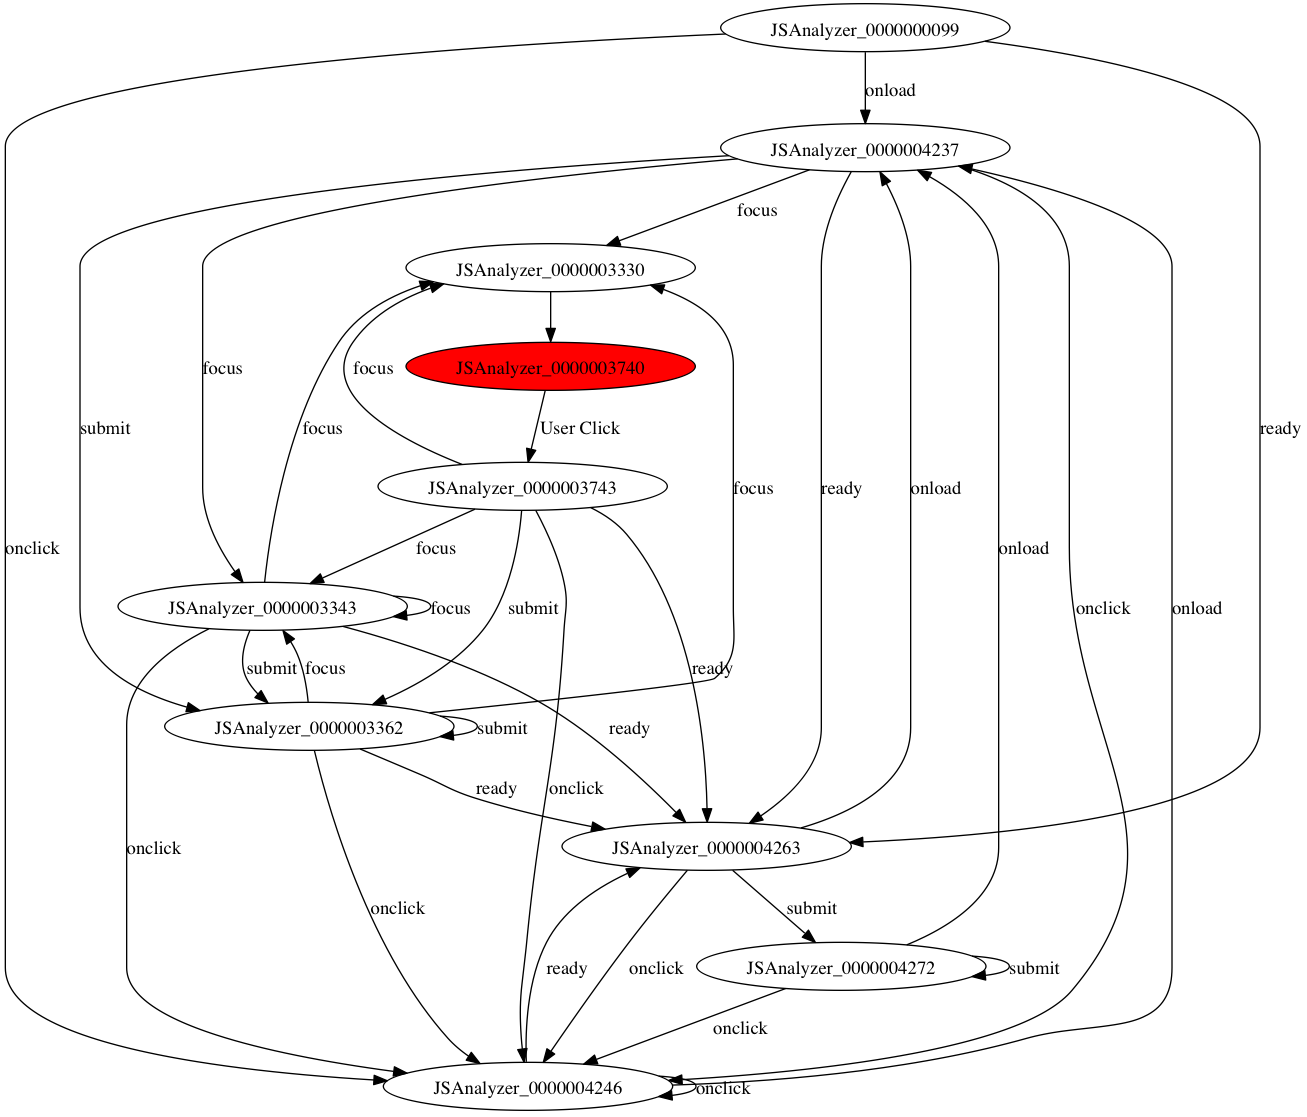 JSAnalyzer_0000000099
onload
JSAnalyzer_0000004237
focus
JSAnalyzer_0000003330
focus
focus
JSAnalyzer_0000003740
submit
focus
User Click
ready
focus
JSAnalyzer_0000003743
focus
ready
onload
onclick
focus
onload
JSAnalyzer_0000003343
focus
submit
onclick
onload
submit
focus
ready
JSAnalyzer_0000003362
submit
ready
ready
onclick
onclick
JSAnalyzer_0000004263
onclick
submit
ready
onclick
JSAnalyzer_0000004272
submit
onclick
JSAnalyzer_0000004246
onclick